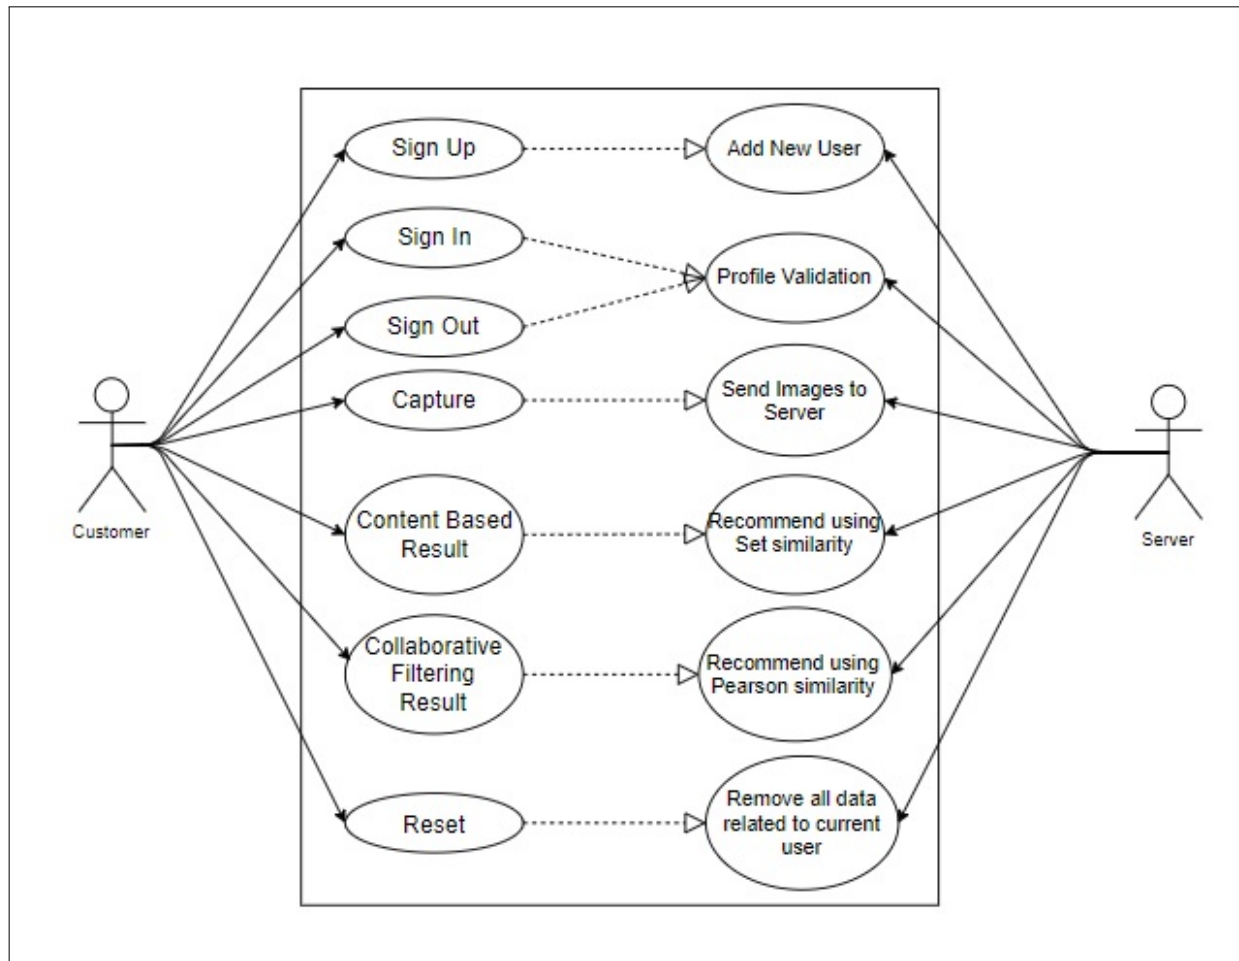 Sign Up
Add New User
Sign In
Profile Validation
Sign Out
Capture
Send Images to
Server
Customer
Server
Content Based
Result
Recommend using
Set similarity
Collaborative
Filtering
Result
Recommend using
Pearson similarity
Reset
Remove all data
related to current
user